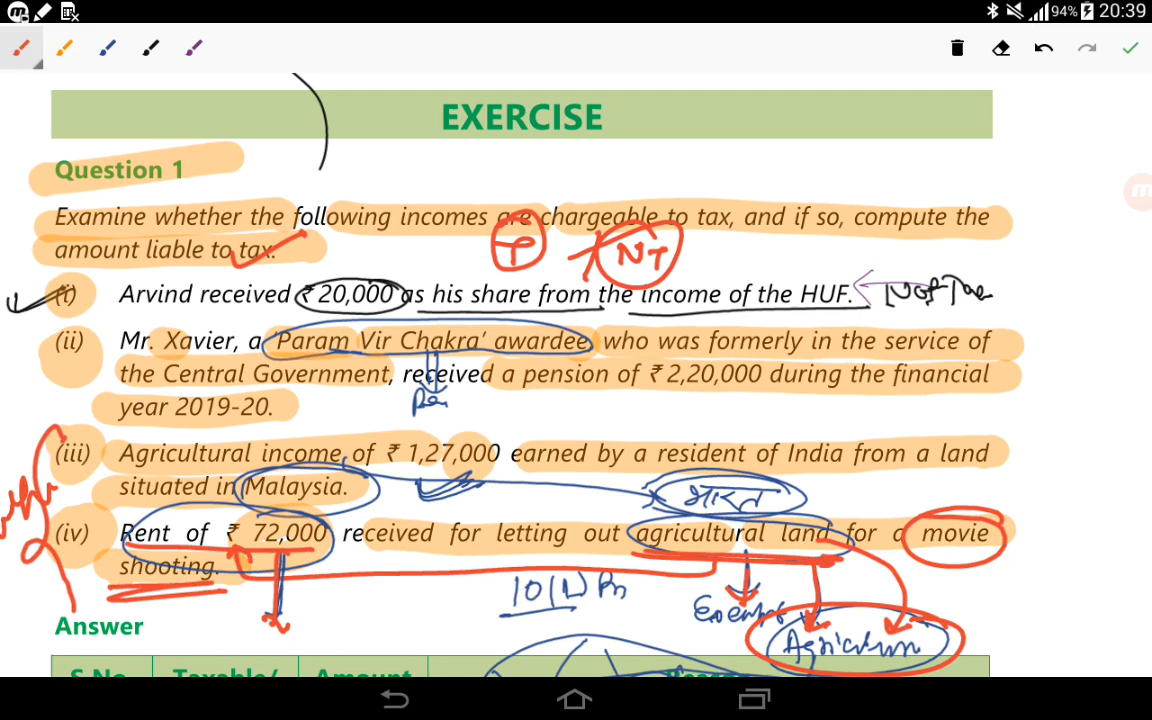 94% 20:39
EXERCISE
Question 1
Examine whether the following incomes are chargeable to tax, and if so, compute the
amount liable to tax.
T NT
(i) Arvind received ₹ 20,000 as his share from the income of the HUF.
(ii) Mr. Xavier, a 'Param Vir Chakra' awardee, who was formerly in the service of
the Central Government, received a pension of ₹ 2,20,000 during the financial
year 2019-20.
(iii) Agricultural income of ₹ 1,27,000 earned by a resident of India from a land
situated in Malaysia.
भारत
(iv) Rent of ₹ 72,000 received for letting out agricultural land for a movie
shooting.
10(1)
Answer
S.No. Taxable/ Amount Reason